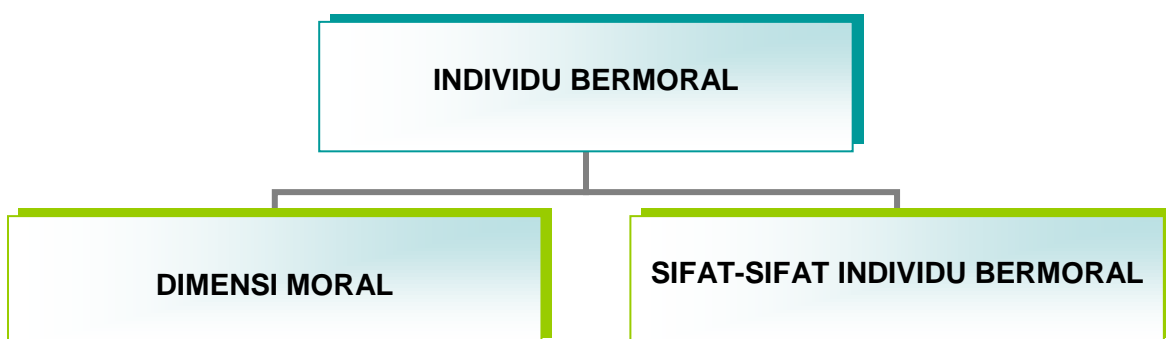 INDIVIDU BERMORAL
DIMENSI MORAL
SIFAT-SIFAT INDIVIDU BERMORAL